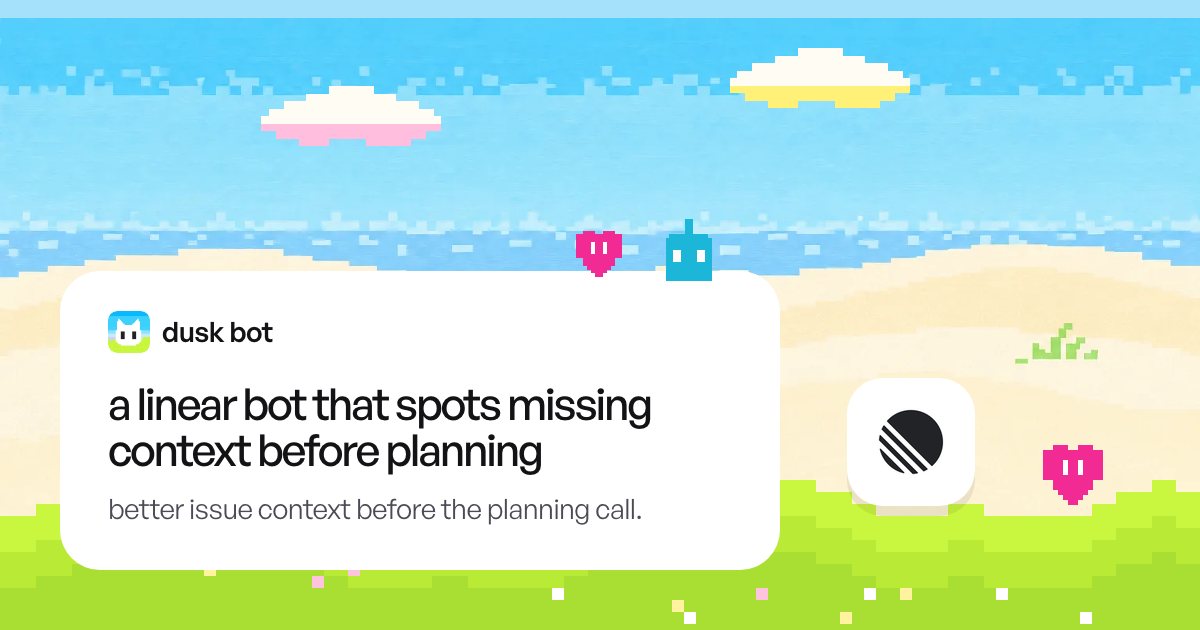 dusk bot
a linear bot that spots missing
context before planning
better issue context before the planning call.